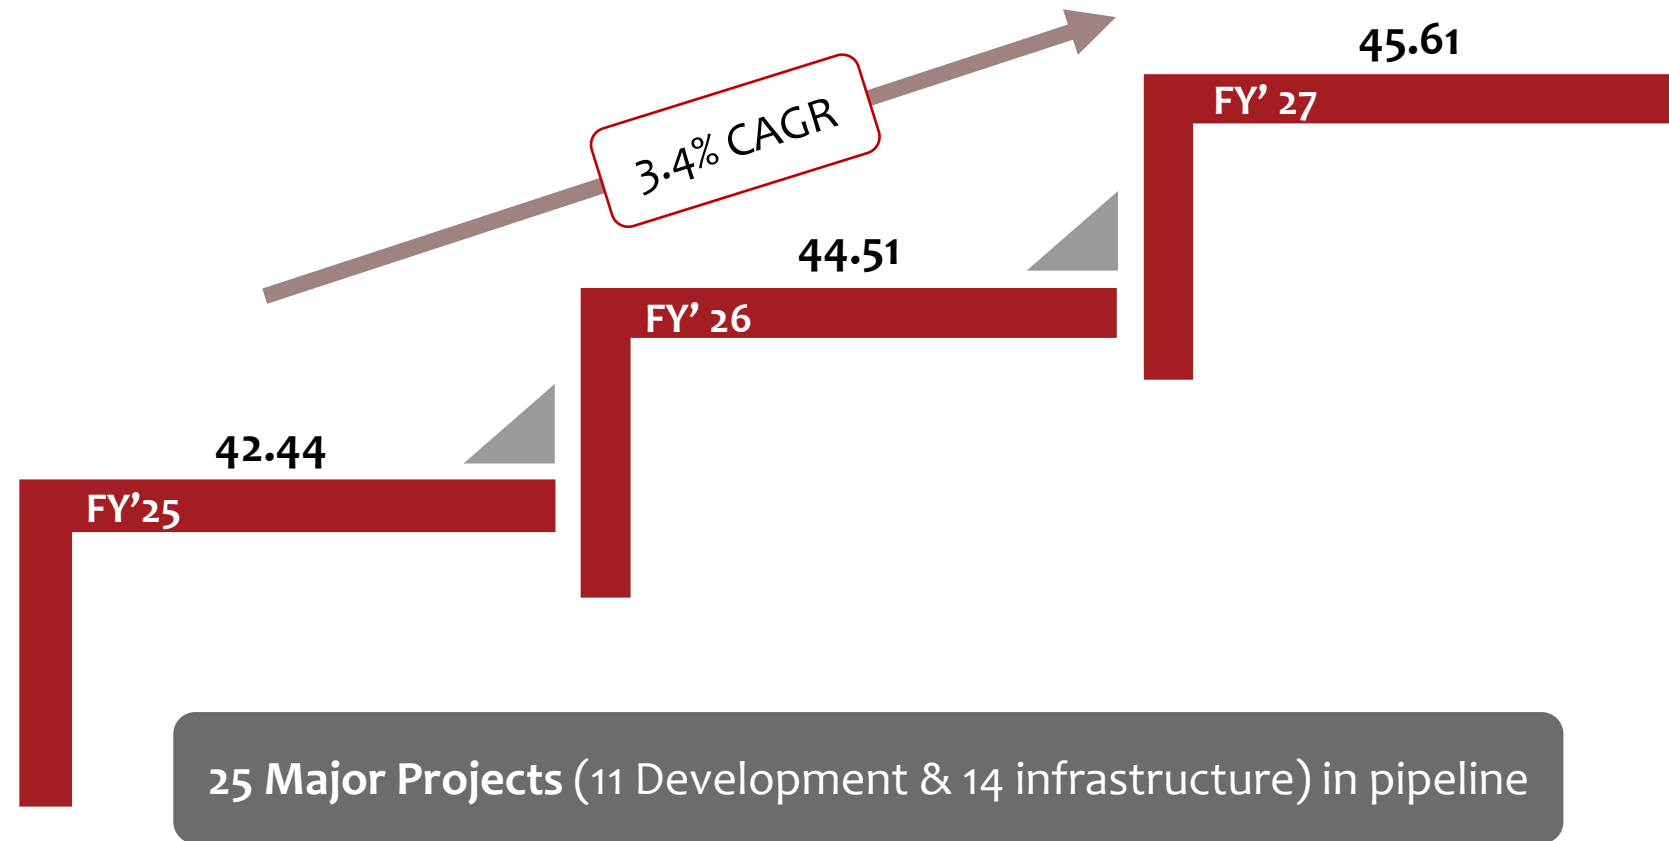 45.61
FY’ 27
3.4% CAGR
44.51
FY’ 26
42.44
FY’25
25 Major Projects (11 Development & 14 infrastructure) in pipeline